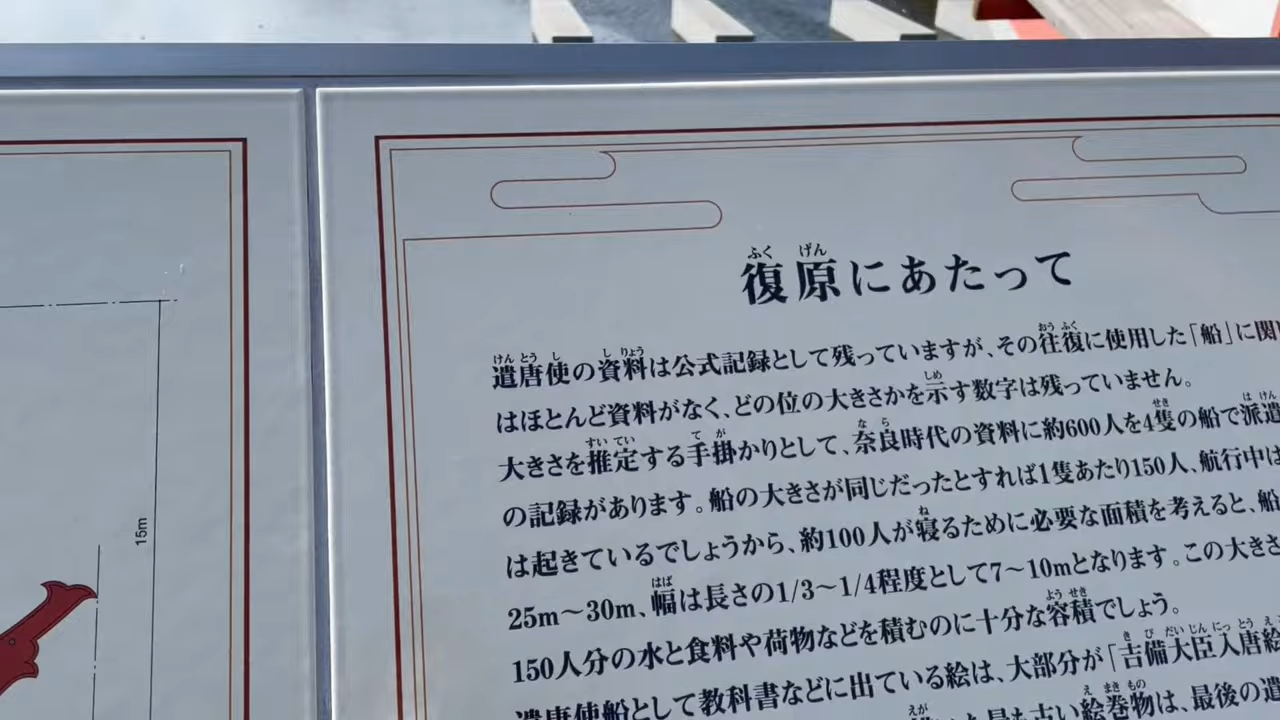 15m
復原にあたって
遣唐使の資料は公式記録として残っていますが、その往復に使用した「船」に関
はほとんど資料がなく、どの位の大きさかを示す数字は残っていません。
大きさを推定する手掛かりとして、奈良時代の資料に約600人を4隻の船で派遣
の記録があります。船の大きさが同じだったとすれば1隻あたり150人、航行中は
は起きているでしょうから、約100人が寝るために必要な面積を考えると、船
25m〜30m、幅は長さの1/3〜1/4程度として7〜10mとなります。この大きさ
150人分の水と食料や荷物などを積むのに十分な容積でしょう。
遣唐使船として教科書などに出ている絵は、大部分が「吉備大臣入唐絵
最も古い絵巻物は、最後の遣